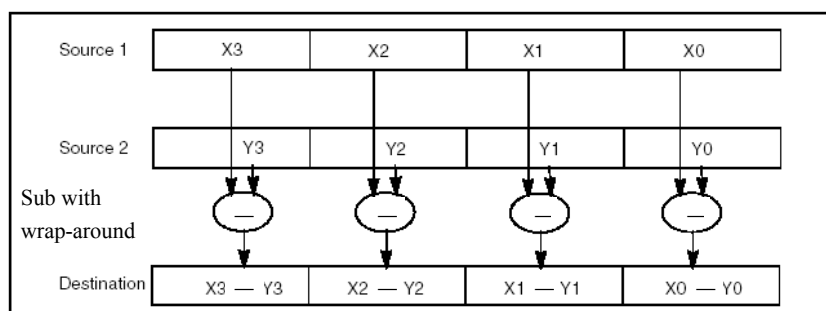 Source 1 X3 X2 X1 X0
Source 2 Y3 Y2 Y1 Y0
Sub with
wrap-around
— — — —
Destination X3 — Y3 X2 — Y2 X1 — Y1 X0 — Y0